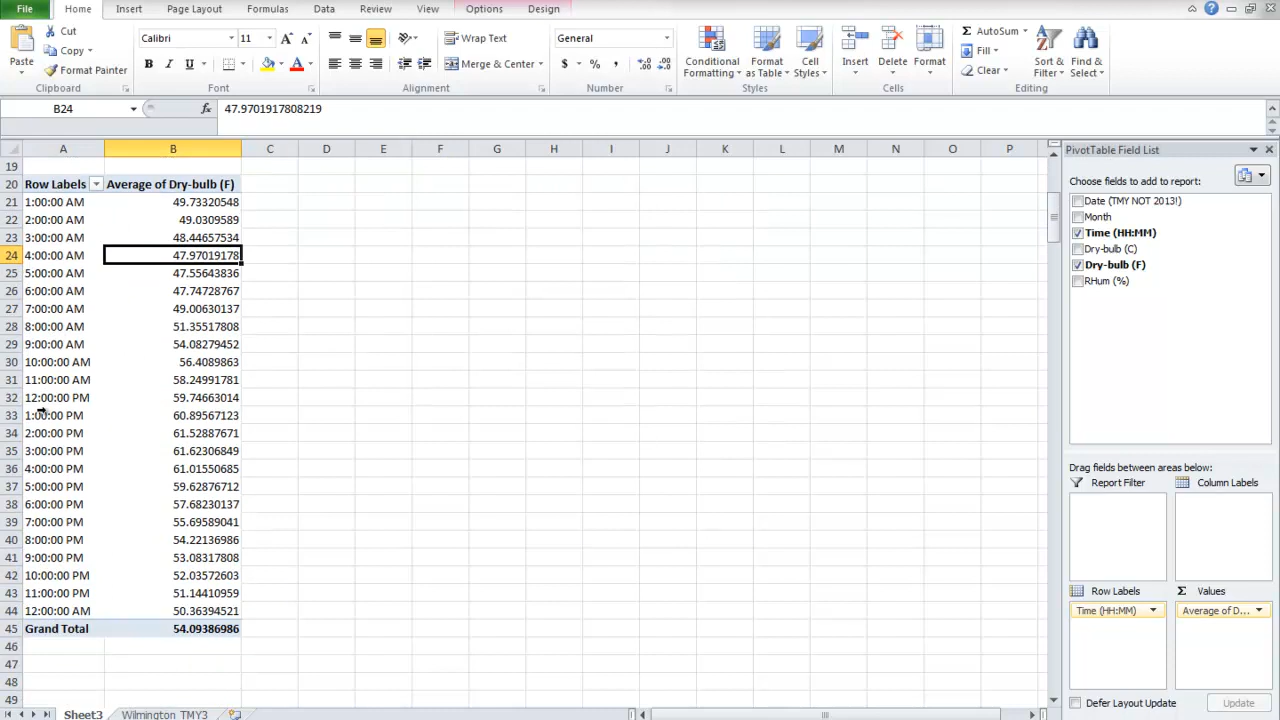 File Home Insert Page Layout Formulas Data Review View Options Design
Cut
Copy
Format Painter
Paste
Clipboard
Calibri 11
B I U
Font
Wrap Text
Merge & Center
Alignment
General
$ % ,
Number
Conditional Formatting
Format as Table
Cell Styles
Styles
Insert Delete Format
Cells
AutoSum
Fill
Clear
Sort & Filter
Find & Select
Editing
B24 fx 47.9701917808219
A B C D E F G H I J K L M N O P
19
20 Row Labels Average of Dry-bulb (F)
21 1:00:00 AM 49.73320548
22 2:00:00 AM 49.0309589
23 3:00:00 AM 48.44657534
24 4:00:00 AM 47.97019178
25 5:00:00 AM 47.55643836
26 6:00:00 AM 47.74728767
27 7:00:00 AM 49.00630137
28 8:00:00 AM 51.35517808
29 9:00:00 AM 54.08279452
30 10:00:00 AM 56.4089863
31 11:00:00 AM 58.24991781
32 12:00:00 PM 59.74663014
33 1:00:00 PM 60.89567123
34 2:00:00 PM 61.52887671
35 3:00:00 PM 61.62306849
36 4:00:00 PM 61.01550685
37 5:00:00 PM 59.62876712
38 6:00:00 PM 57.68230137
39 7:00:00 PM 55.69589041
40 8:00:00 PM 54.22136986
41 9:00:00 PM 53.08317808
42 10:00:00 PM 52.03572603
43 11:00:00 PM 51.14410959
44 12:00:00 AM 50.36394521
45 Grand Total 54.09386986
46
47
48
49
Sheet3 Wilmington TMY3
PivotTable Field List
Choose fields to add to report:
Date (TMY NOT 2013!)
Month
Time (HH:MM)
Dry-bulb (C)
Dry-bulb (F)
RHum (%)
Drag fields between areas below:
Report Filter Column Labels
Row Labels Σ Values
Time (HH:MM) Average of D...
Defer Layout Update Update